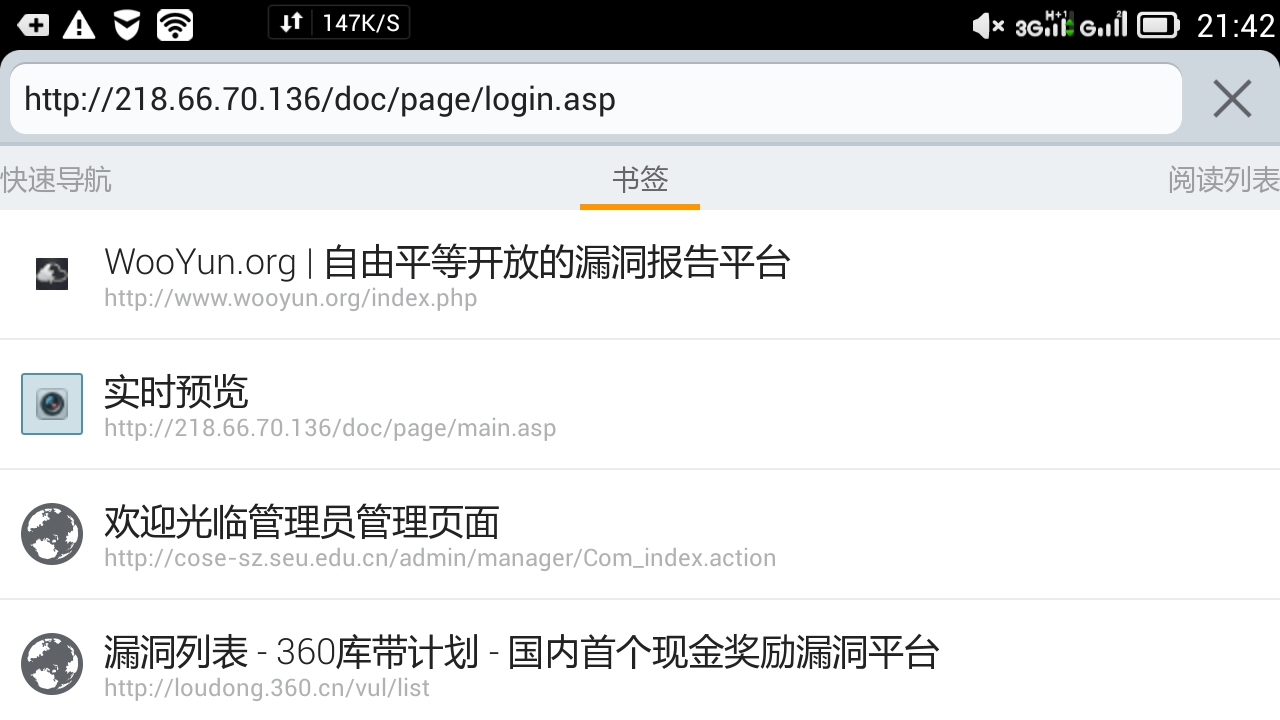 147K/S
3G H+1 G 2 21:42
http://218.66.70.136/doc/page/login.asp
快速导航 书签 阅读列表
WooYun.org | 自由平等开放的漏洞报告平台
http://www.wooyun.org/index.php
实时预览
http://218.66.70.136/doc/page/main.asp
欢迎光临管理员管理页面
http://cose-sz.seu.edu.cn/admin/manager/Com_index.action
漏洞列表 - 360库带计划 - 国内首个现金奖励漏洞平台
http://loudong.360.cn/vul/list